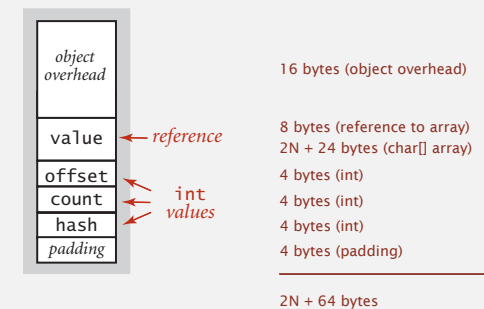 object
overhead
16 bytes (object overhead)
value
reference
8 bytes (reference to array)
2N + 24 bytes (char[] array)
offset
4 bytes (int)
count
int
values
4 bytes (int)
hash
4 bytes (int)
padding
4 bytes (padding)
2N + 64 bytes